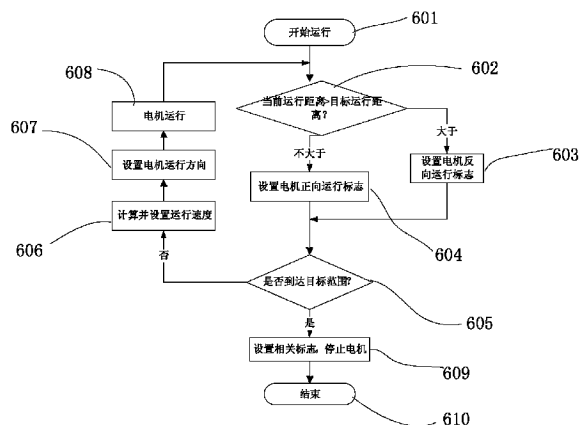 开始运行
601
602
608
当前运行距离>目标运行距
离?
电机运行
607
大于
不大于
设置电机运行方向
设置电机反
向运行标志
603
设置电机正向运行标志
计算并设置运行速度
604
606
否
是否到达目标范围?
605
是
设置相关标志，停止电机
609
结束
610